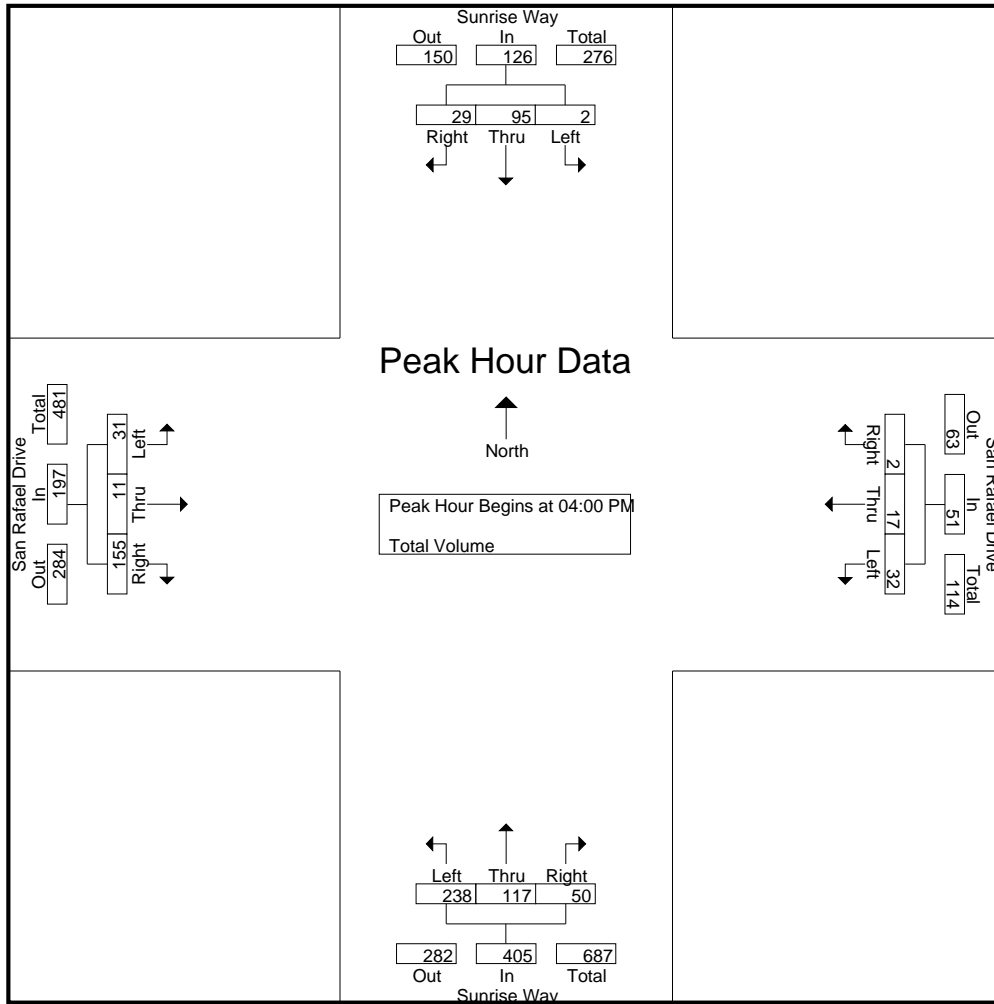 Sunrise Way
Out In Total
150 126 276
29 95 2
Right Thru Left
Peak Hour Data
North
Peak Hour Begins at 04:00 PM
Total Volume
San Rafael Drive
Total In Out
481 197 284
31 11 155
Left Thru Right
Right Thru Left
2 17 32
63 51 114
Out In Total
San Rafael Drive
Left Thru Right
238 117 50
282 405 687
Out In Total
Sunrise Way